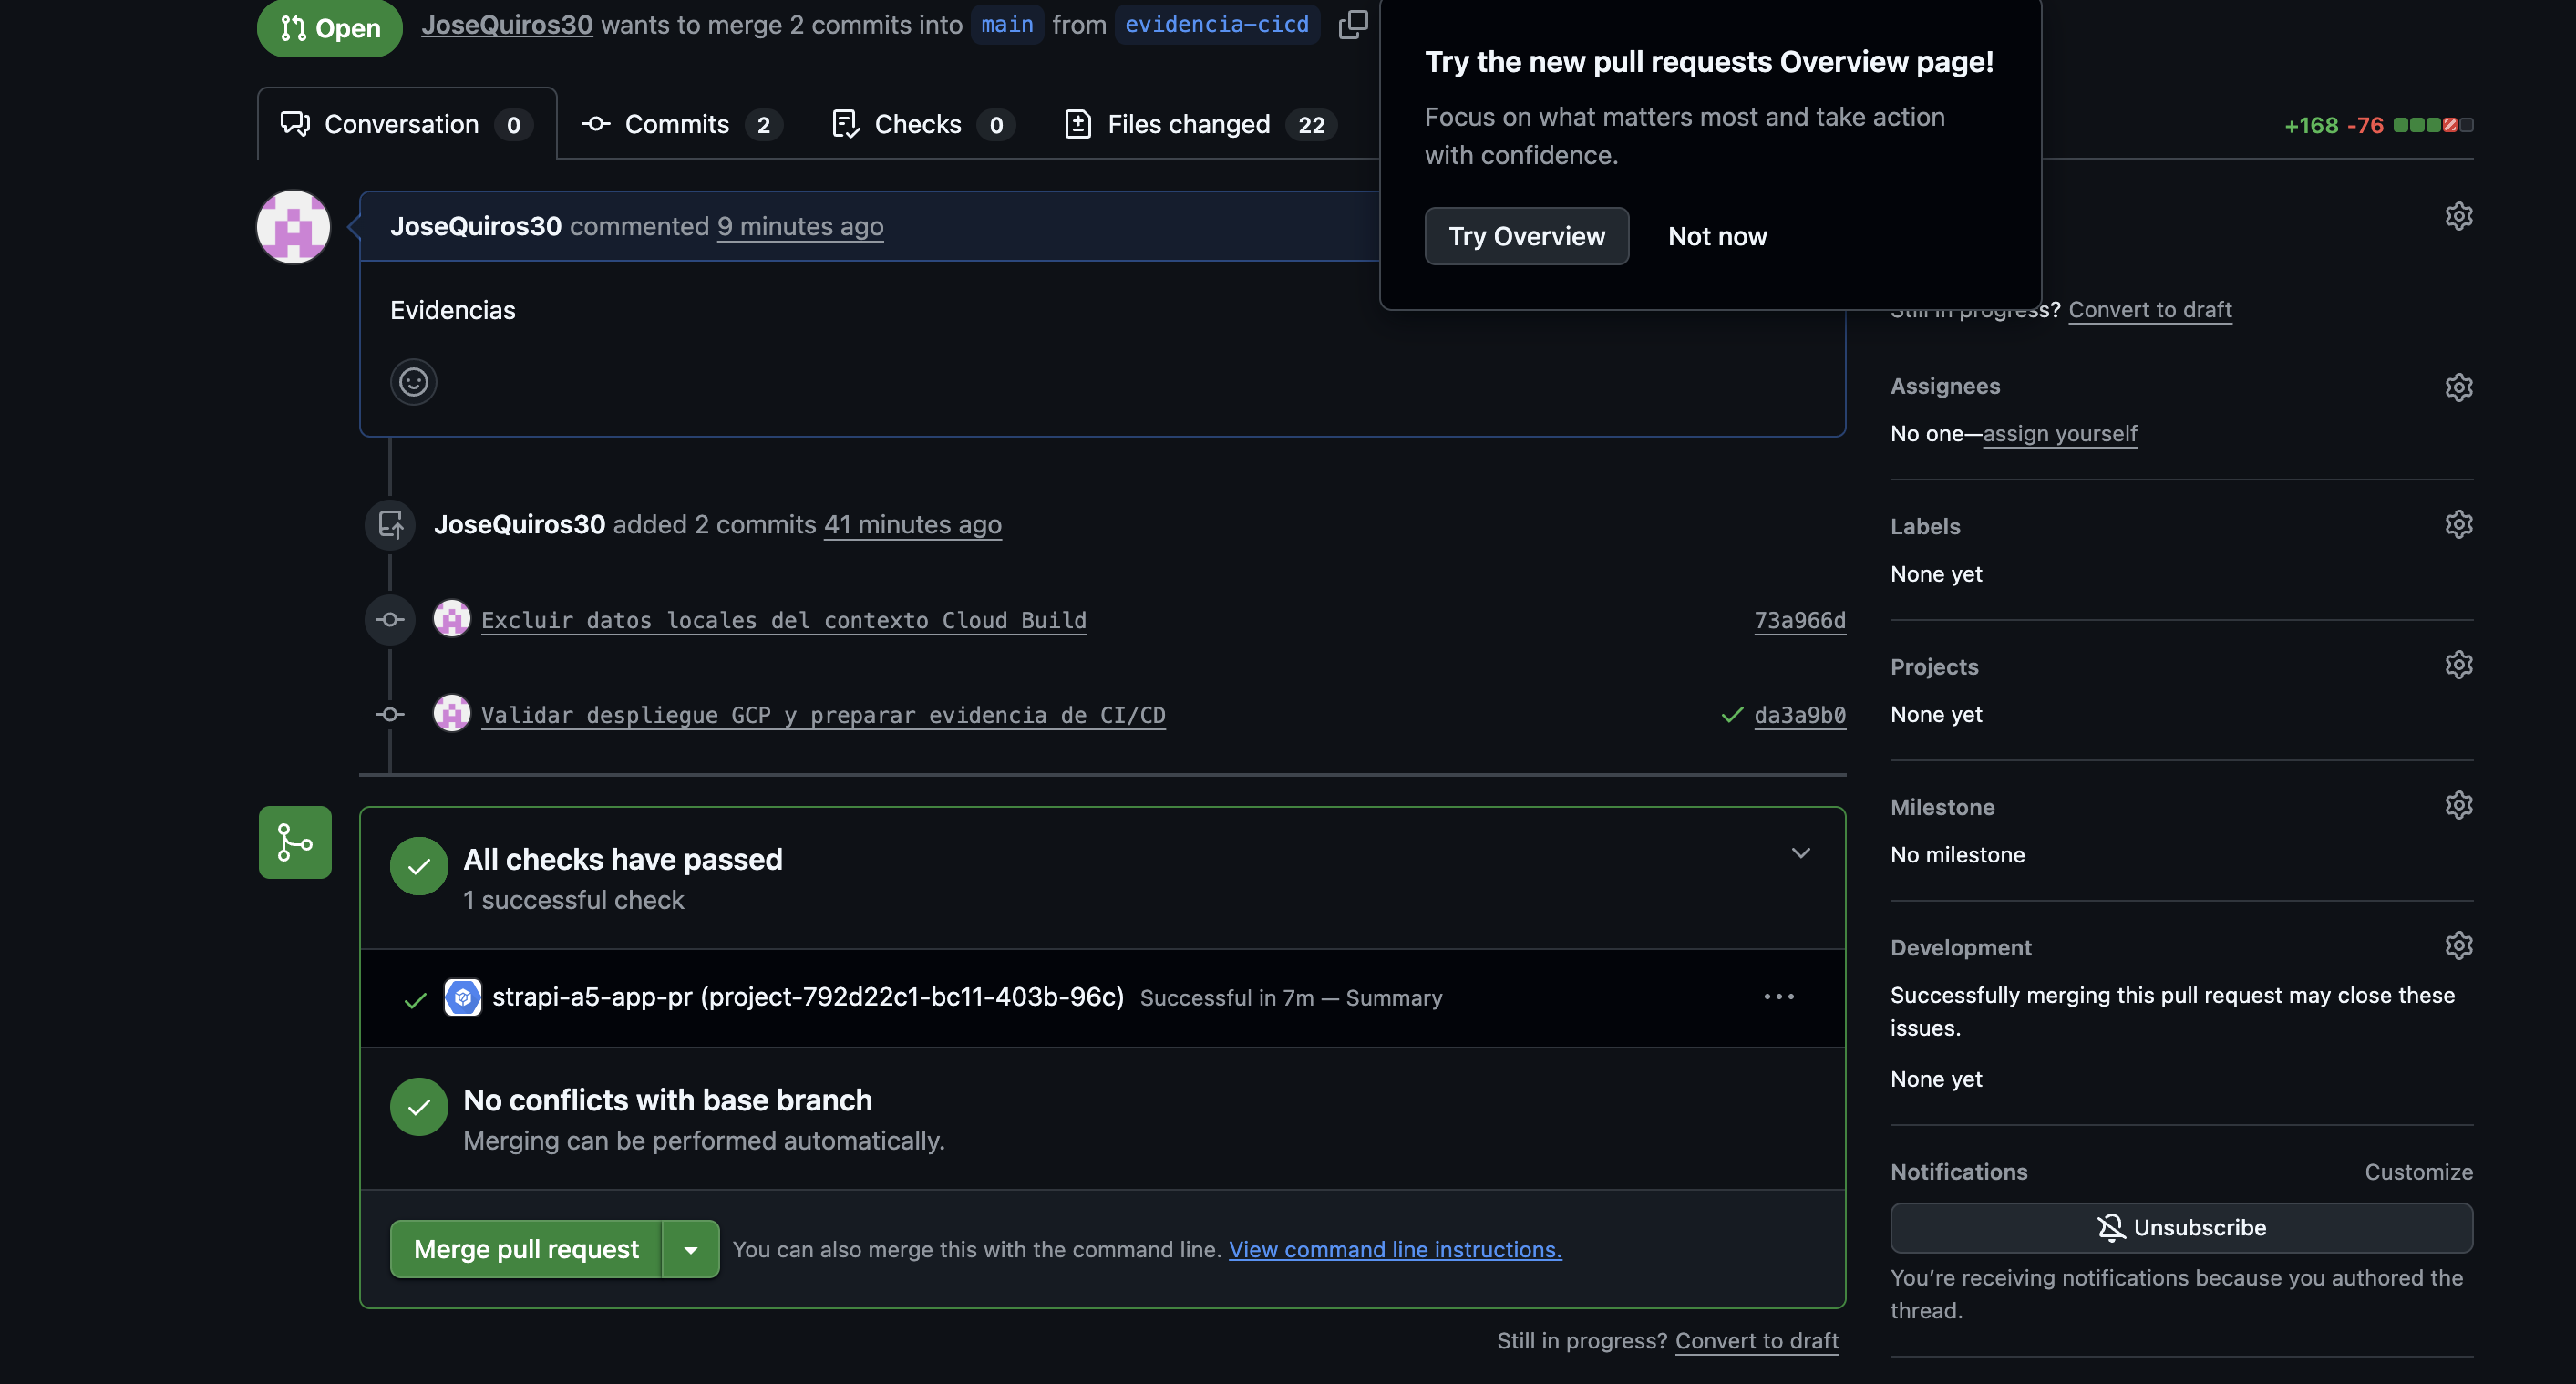 Open
JoseQuiros30 wants to merge 2 commits into main from evidencia-cicd
Try the new pull requests Overview page!
Focus on what matters most and take action
with confidence.
Try Overview
Not now
Conversation 0
Commits 2
Checks 0
Files changed 22
+168 -76
JoseQuiros30 commented 9 minutes ago
Evidencias
Still in progress? Convert to draft
Assignees
No one—assign yourself
JoseQuiros30 added 2 commits 41 minutes ago
Labels
None yet
Excluir datos locales del contexto Cloud Build 73a966d
Projects
None yet
Validar despliegue GCP y preparar evidencia de CI/CD da3a9b0
Milestone
No milestone
All checks have passed
1 successful check
strapi-a5-app-pr (project-792d22c1-bc11-403b-96c) Successful in 7m — Summary
Development
Successfully merging this pull request may close these
issues.
None yet
No conflicts with base branch
Merging can be performed automatically.
Notifications Customize
Unsubscribe
You're receiving notifications because you authored the
thread.
Merge pull request
You can also merge this with the command line. View command line instructions.
Still in progress? Convert to draft